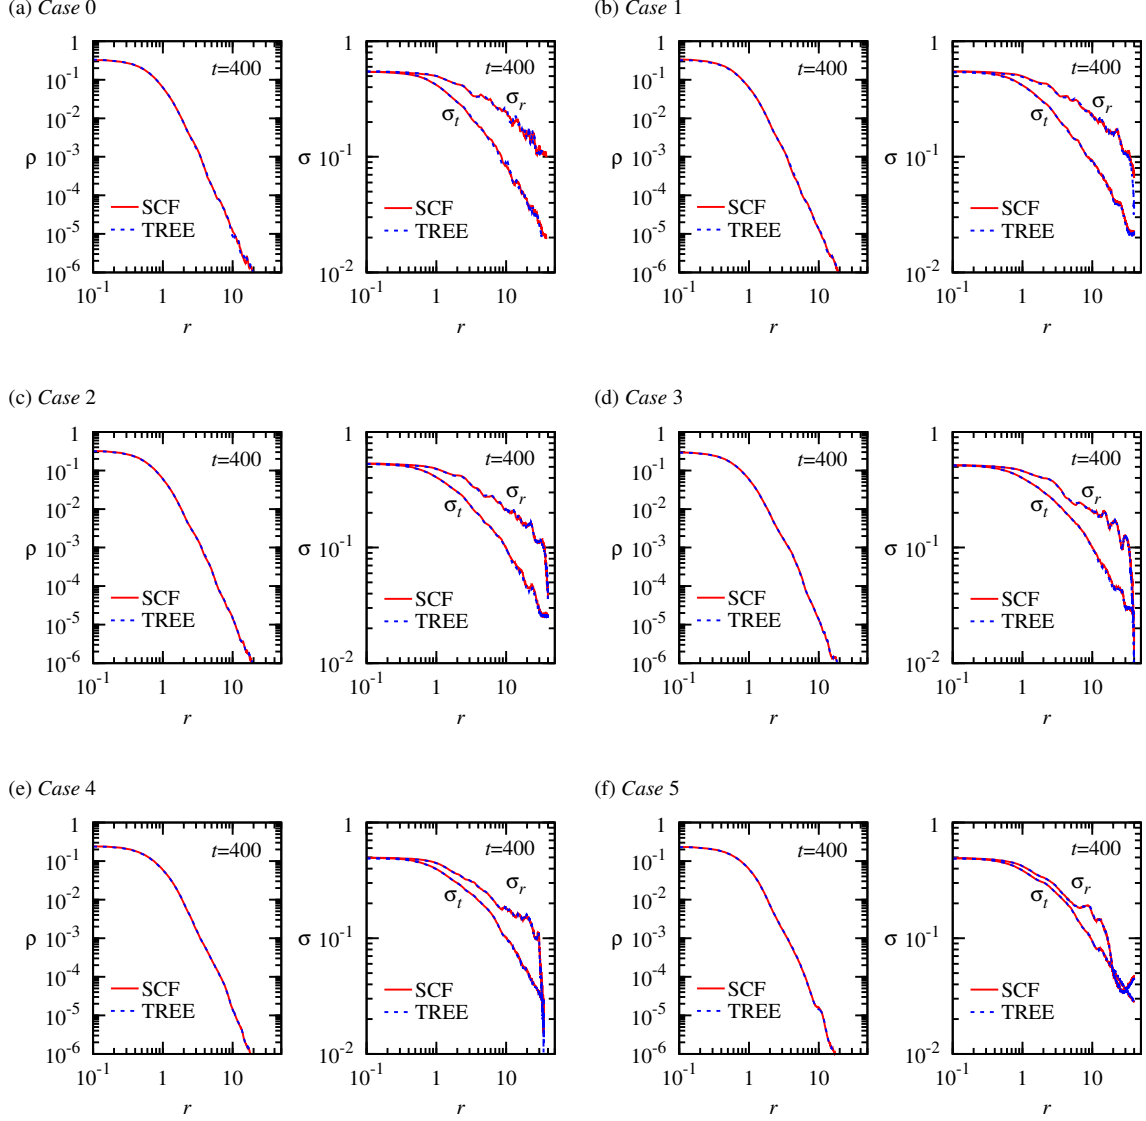 (a) Case 0
1
10^-1
10^-2
10^-3
10^-4
10^-5
10^-6
ρ
t=400
SCF
TREE
10^-1 1 10
r
1
10^-1
10^-2
σ
t=400
σ_r
σ_t
SCF
TREE
10^-1 1 10
r
(b) Case 1
1
10^-1
10^-2
10^-3
10^-4
10^-5
10^-6
ρ
t=400
SCF
TREE
10^-1 1 10
r
1
10^-1
10^-2
σ
t=400
σ_r
σ_t
SCF
TREE
10^-1 1 10
r
(c) Case 2
1
10^-1
10^-2
10^-3
10^-4
10^-5
10^-6
ρ
t=400
SCF
TREE
10^-1 1 10
r
1
10^-1
10^-2
σ
t=400
σ_r
σ_t
SCF
TREE
10^-1 1 10
r
(d) Case 3
1
10^-1
10^-2
10^-3
10^-4
10^-5
10^-6
ρ
t=400
SCF
TREE
10^-1 1 10
r
1
10^-1
10^-2
σ
t=400
σ_r
σ_t
SCF
TREE
10^-1 1 10
r
(e) Case 4
1
10^-1
10^-2
10^-3
10^-4
10^-5
10^-6
ρ
t=400
SCF
TREE
10^-1 1 10
r
1
10^-1
10^-2
σ
t=400
σ_r
σ_t
SCF
TREE
10^-1 1 10
r
(f) Case 5
1
10^-1
10^-2
10^-3
10^-4
10^-5
10^-6
ρ
t=400
SCF
TREE
10^-1 1 10
r
1
10^-1
10^-2
σ
t=400
σ_r
σ_t
SCF
TREE
10^-1 1 10
r